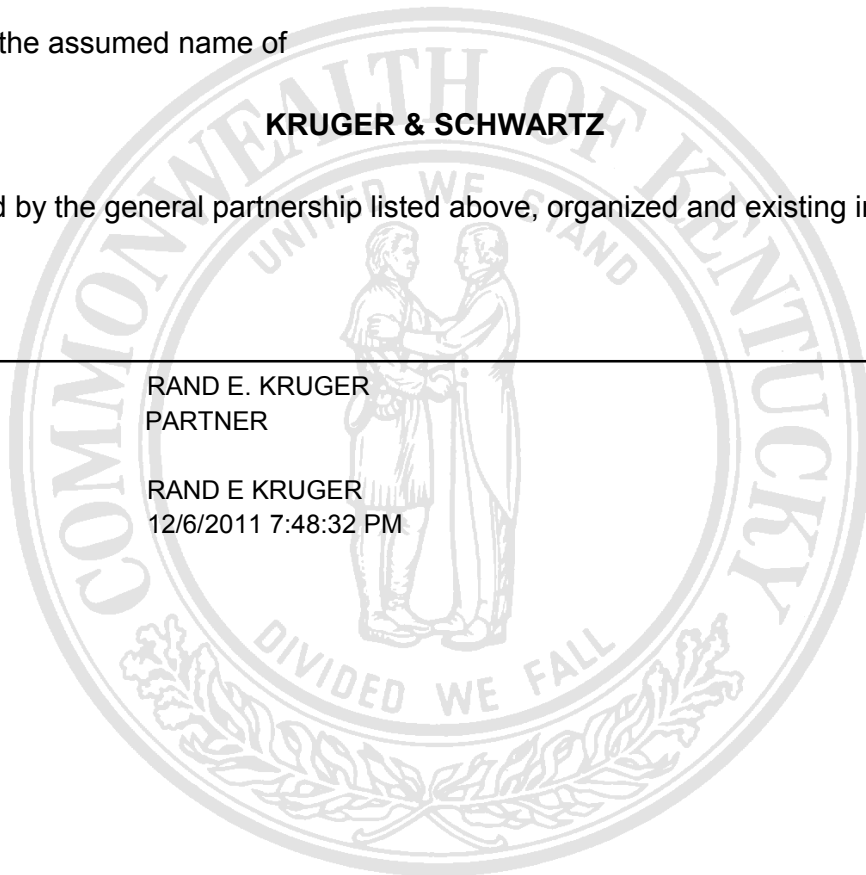 the assumed name of
KRUGER & SCHWARTZ
by the general partnership listed above, organized and existing
RAND E. KRUGER
PARTNER
RAND E KRUGER
12/6/2011 7:48:32 PM
COMMONWEALTH OF KENTUCKY
UNITED WE STAND
DIVIDED WE FALL